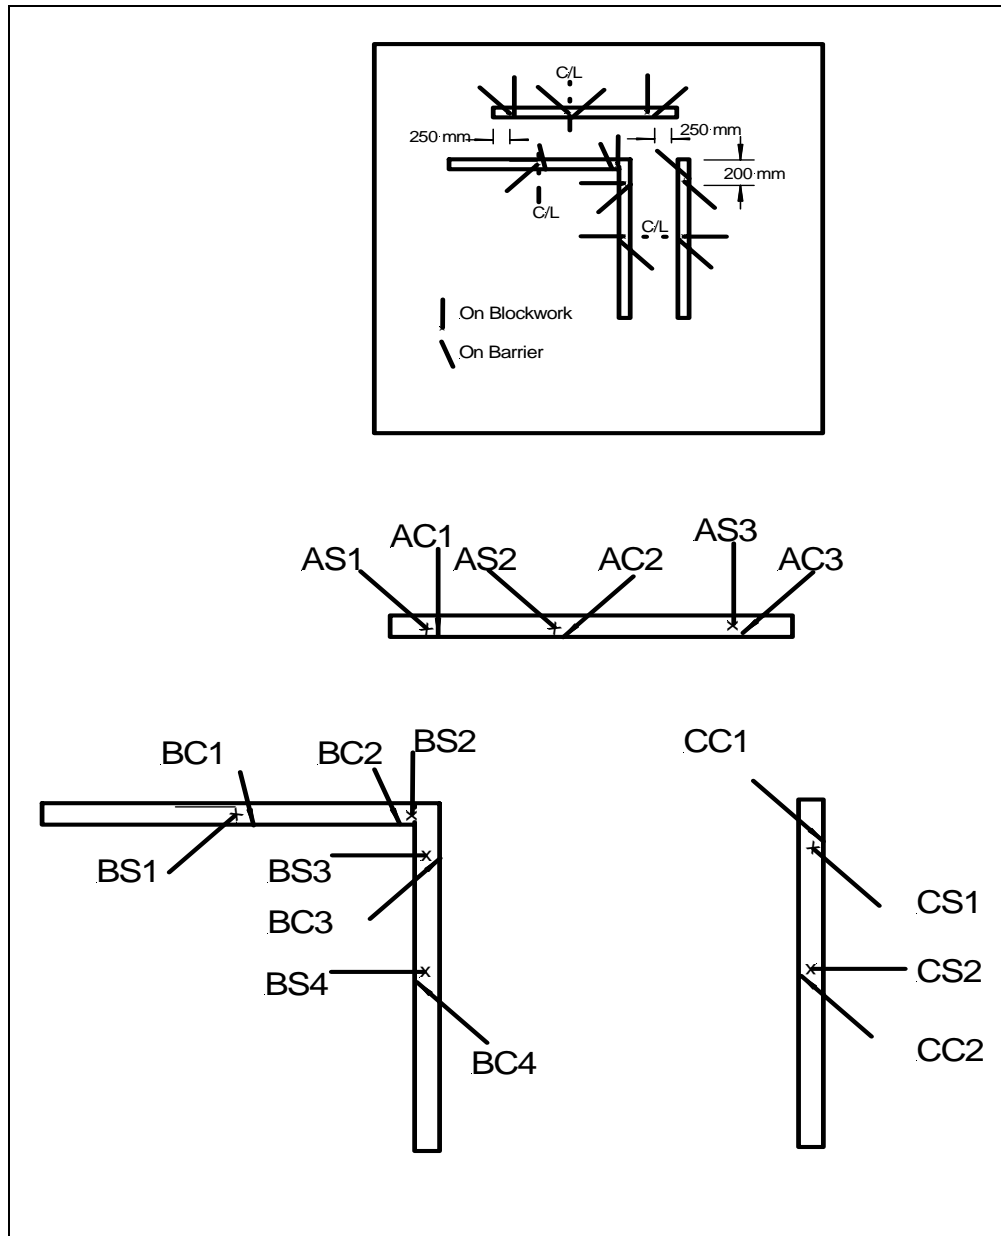 C/L
250 mm
250 mm
200 mm
C/L
C/L
On Blockwork
On Barrier
AS3
AC1
AS1
AS2
AC2
AC3
BS2
CC1
BC1
BC2
BS1
BS3
CS1
BC3
CS2
BS4
CC2
BC4